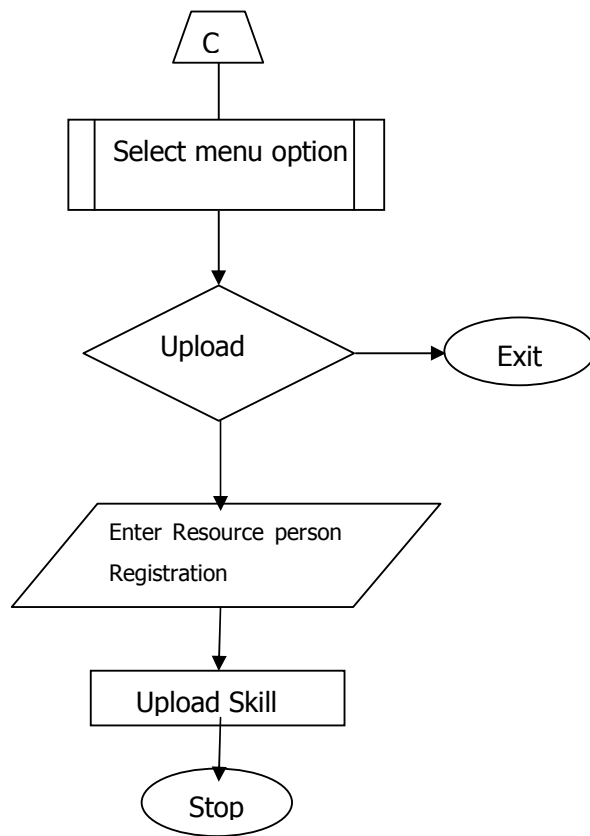 C
Select menu option
Upload
Exit
Enter Resource person
Registration
Upload Skill
Stop